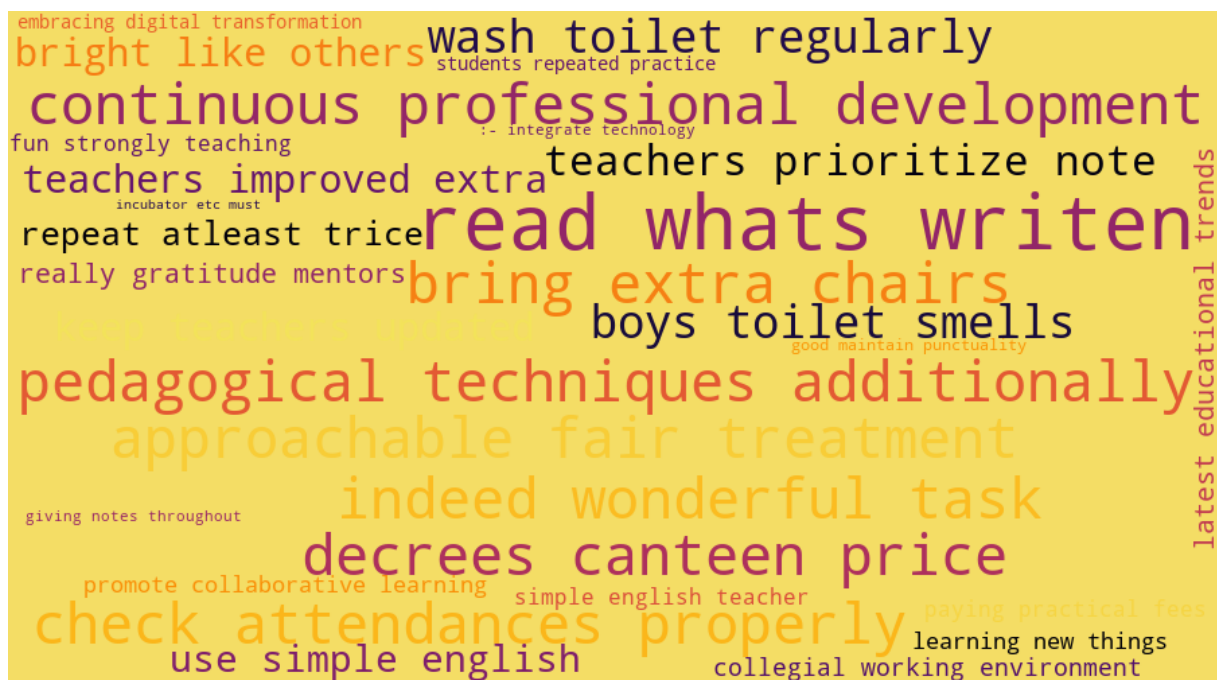 embracing digital transformation
bright like others
wash toilet regularly
students repeated practice
continuous professional development
:- integrate technology
fun strongly teaching
teachers prioritize note
teachers improved extra
incubator etc must
read whats writen
repeat atleast trice
really gratitude mentors
bring extra chairs
keep teachers updated
boys toilet smells
good maintain punctuality
latest educational trends
pedagogical techniques additionally
approachable fair treatment
indeed wonderful task
giving notes throughout
decrees canteen price
promote collaborative learning
simple english teacher
check attendances properly
paying practical fees
learning new things
use simple english
collegial working environment